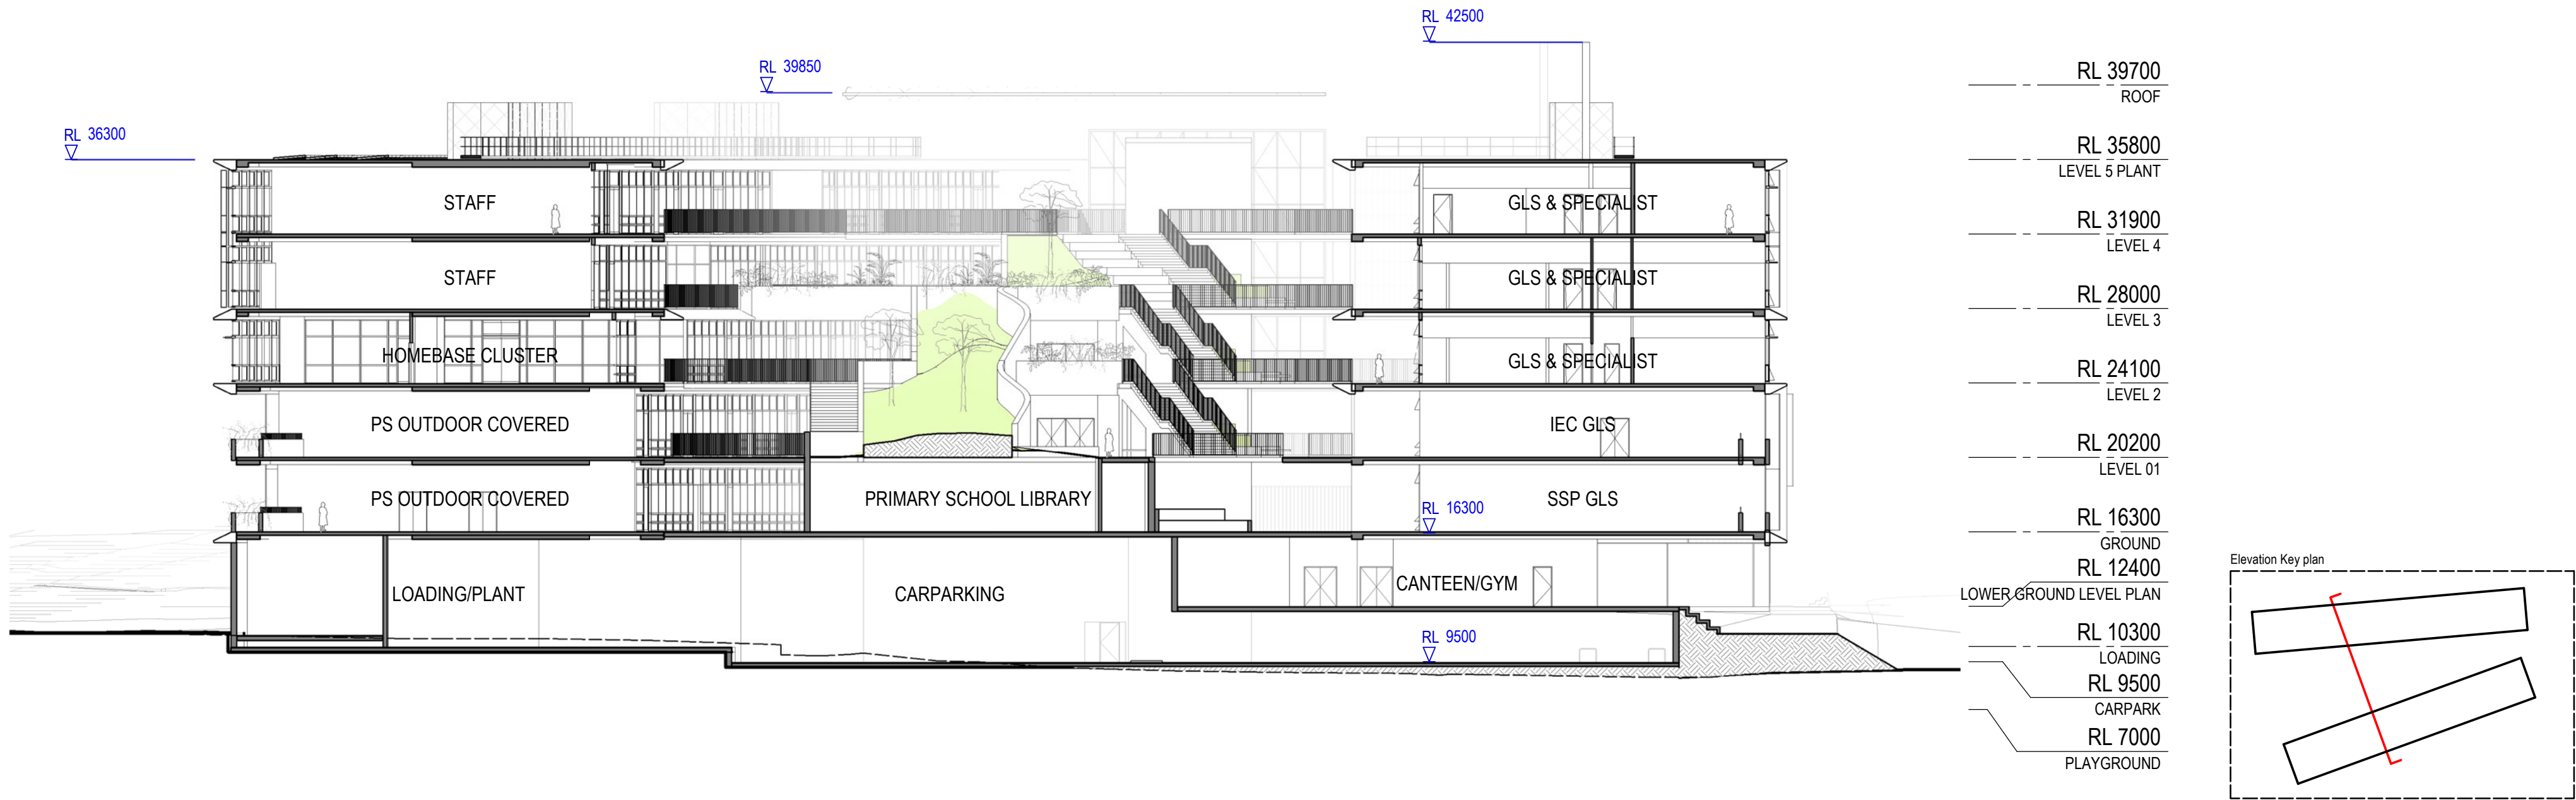 RL 42500
RL 39850
RL 36300
RL 39700
ROOF
RL 35800
LEVEL 5 PLANT
STAFF
GLS & SPECIALIST
RL 31900
LEVEL 4
STAFF
GLS & SPECIALIST
RL 28000
LEVEL 3
HOMEBASE CLUSTER
GLS & SPECIALIST
RL 24100
LEVEL 2
PS OUTDOOR COVERED
IEC GLS
RL 20200
LEVEL 01
PS OUTDOOR COVERED
PRIMARY SCHOOL LIBRARY
SSP GLS
RL 16300
RL 16300
GROUND
LOADING/PLANT
CARPARKING
CANTEEN/GYM
RL 12400
LOWER GROUND LEVEL PLAN
RL 9500
RL 10300
LOADING
RL 9500
CARPARK
RL 7000
PLAYGROUND
Elevation Key plan